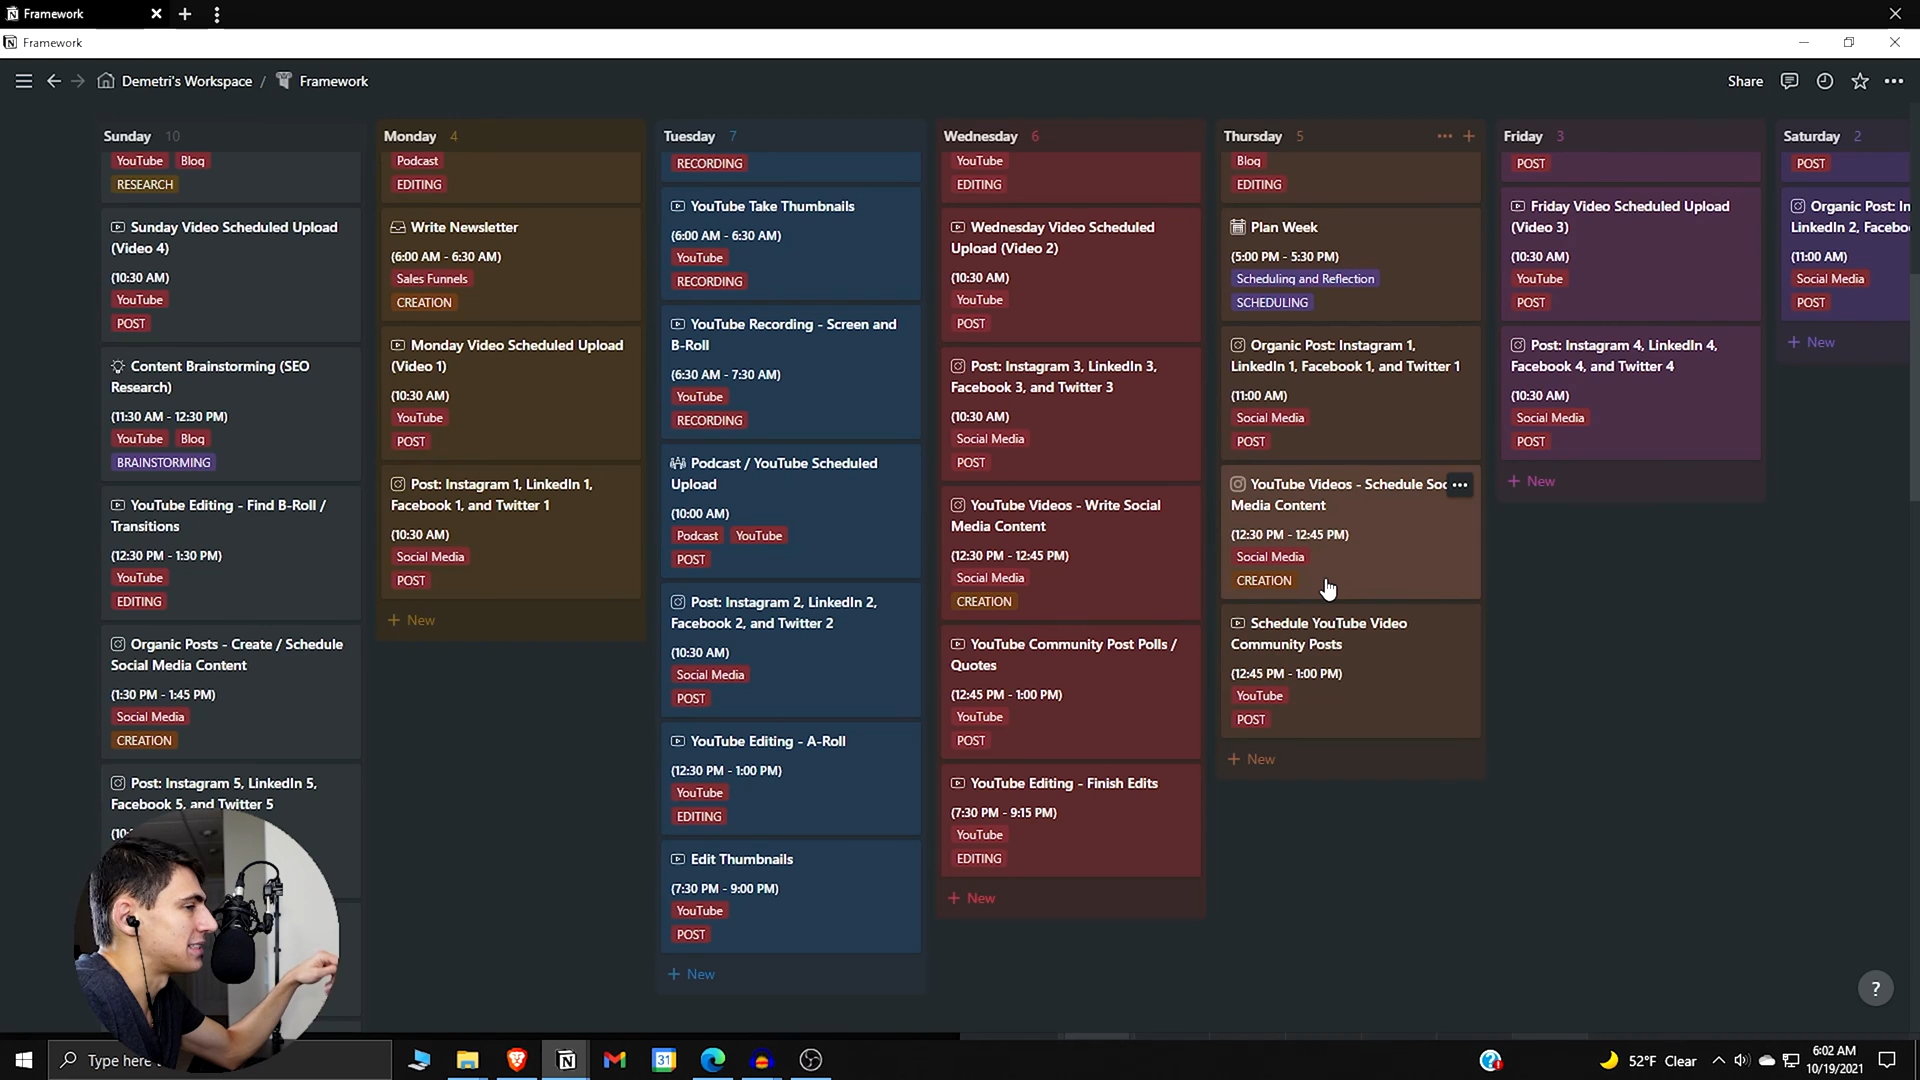 Framework
Framework
Demetri's Workspace / Framework
Share
Sunday 10
YouTube Blog
RESEARCH
Sunday Video Scheduled Upload
(Video 4)
(10:30 AM)
YouTube
POST
Content Brainstorming (SEO
Research)
(11:30 AM - 12:30 PM)
YouTube Blog
BRAINSTORMING
YouTube Editing - Find B-Roll /
Transitions
(12:30 PM - 1:30 PM)
YouTube
EDITING
Organic Posts - Create / Schedule
Social Media Content
(1:30 PM - 1:45 PM)
Social Media
CREATION
Post: Instagram 5, LinkedIn 5,
Facebook 5, and Twitter 5
Monday 4
Podcast
EDITING
Write Newsletter
(6:00 AM - 6:30 AM)
Sales Funnels
CREATION
Monday Video Scheduled Upload
(Video 1)
(10:30 AM)
YouTube
POST
Post: Instagram 1, LinkedIn 1,
Facebook 1, and Twitter 1
(10:30 AM)
Social Media
POST
+ New
Tuesday 7
RECORDING
YouTube Take Thumbnails
(6:00 AM - 6:30 AM)
YouTube
RECORDING
YouTube Recording - Screen and
B-Roll
(6:30 AM - 7:30 AM)
YouTube
RECORDING
Podcast / YouTube Scheduled
Upload
(10:00 AM)
Podcast YouTube
POST
Post: Instagram 2, LinkedIn 2,
Facebook 2, and Twitter 2
(10:30 AM)
Social Media
POST
YouTube Editing - A-Roll
(12:30 PM - 1:00 PM)
YouTube
EDITING
Edit Thumbnails
(7:30 PM - 9:00 PM)
YouTube
POST
+ New
Wednesday 6
YouTube
EDITING
Wednesday Video Scheduled
Upload (Video 2)
(10:30 AM)
YouTube
POST
Post: Instagram 3, LinkedIn 3,
Facebook 3, and Twitter 3
(10:30 AM)
Social Media
POST
YouTube Videos - Write Social
Media Content
(12:30 PM - 12:45 PM)
Social Media
CREATION
YouTube Community Post Polls /
Quotes
(12:45 PM - 1:00 PM)
YouTube
POST
YouTube Editing - Finish Edits
(7:30 PM - 9:15 PM)
YouTube
EDITING
+ New
Thursday 5
Blog
EDITING
Plan Week
(5:00 PM - 5:30 PM)
Scheduling and Reflection
SCHEDULING
Organic Post: Instagram 1,
LinkedIn 1, Facebook 1, and Twitter 1
(11:00 AM)
Social Media
POST
YouTube Videos - Schedule Soc
Media Content
(12:30 PM - 12:45 PM)
Social Media
CREATION
Schedule YouTube Video
Community Posts
(12:45 PM - 1:00 PM)
YouTube
POST
+ New
Friday 3
POST
Friday Video Scheduled Upload
(Video 3)
(10:30 AM)
YouTube
POST
Post: Instagram 4, LinkedIn 4,
Facebook 4, and Twitter 4
(10:30 AM)
Social Media
POST
+ New
Saturday 2
POST
Organic Post: In
LinkedIn 2, Facebo
(11:00 AM)
Social Media
POST
+ New
?
Type here
31
52°F Clear
6:02 AM
10/19/2021